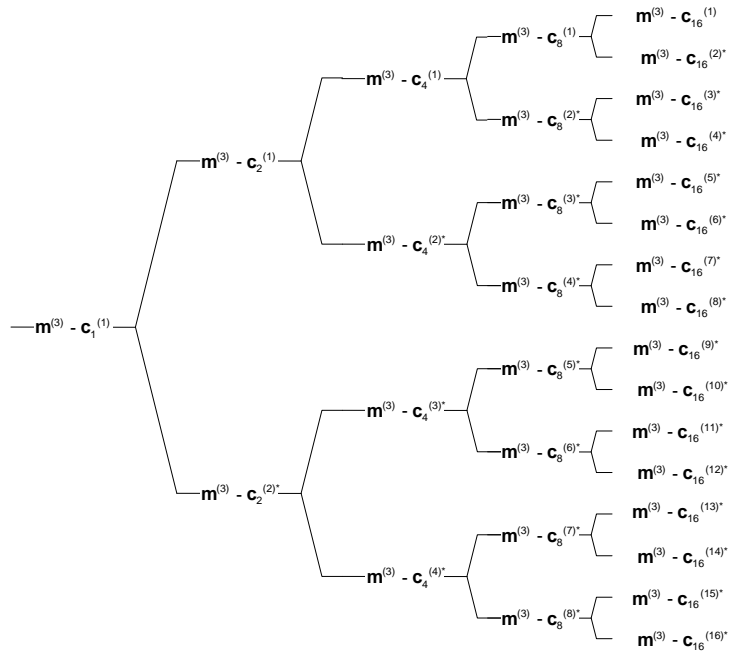 m(3) - c16(1)
m(3) - c8(1)
m(3) - c16(2)*
m(3) - c4(1)
m(3) - c16(3)*
m(3) - c8(2)*
m(3) - c16(4)*
m(3) - c2(1)
m(3) - c16(5)*
m(3) - c8(3)*
m(3) - c16(6)*
m(3) - c4(2)*
m(3) - c16(7)*
m(3) - c8(4)*
m(3) - c16(8)*
m(3) - c1(1)
m(3) - c16(9)*
m(3) - c8(5)*
m(3) - c16(10)*
m(3) - c4(3)*
m(3) - c16(11)*
m(3) - c8(6)*
m(3) - c16(12)*
m(3) - c2(2)*
m(3) - c16(13)*
m(3) - c8(7)*
m(3) - c16(14)*
m(3) - c4(4)*
m(3) - c16(15)*
m(3) - c8(8)*
m(3) - c16(16)*